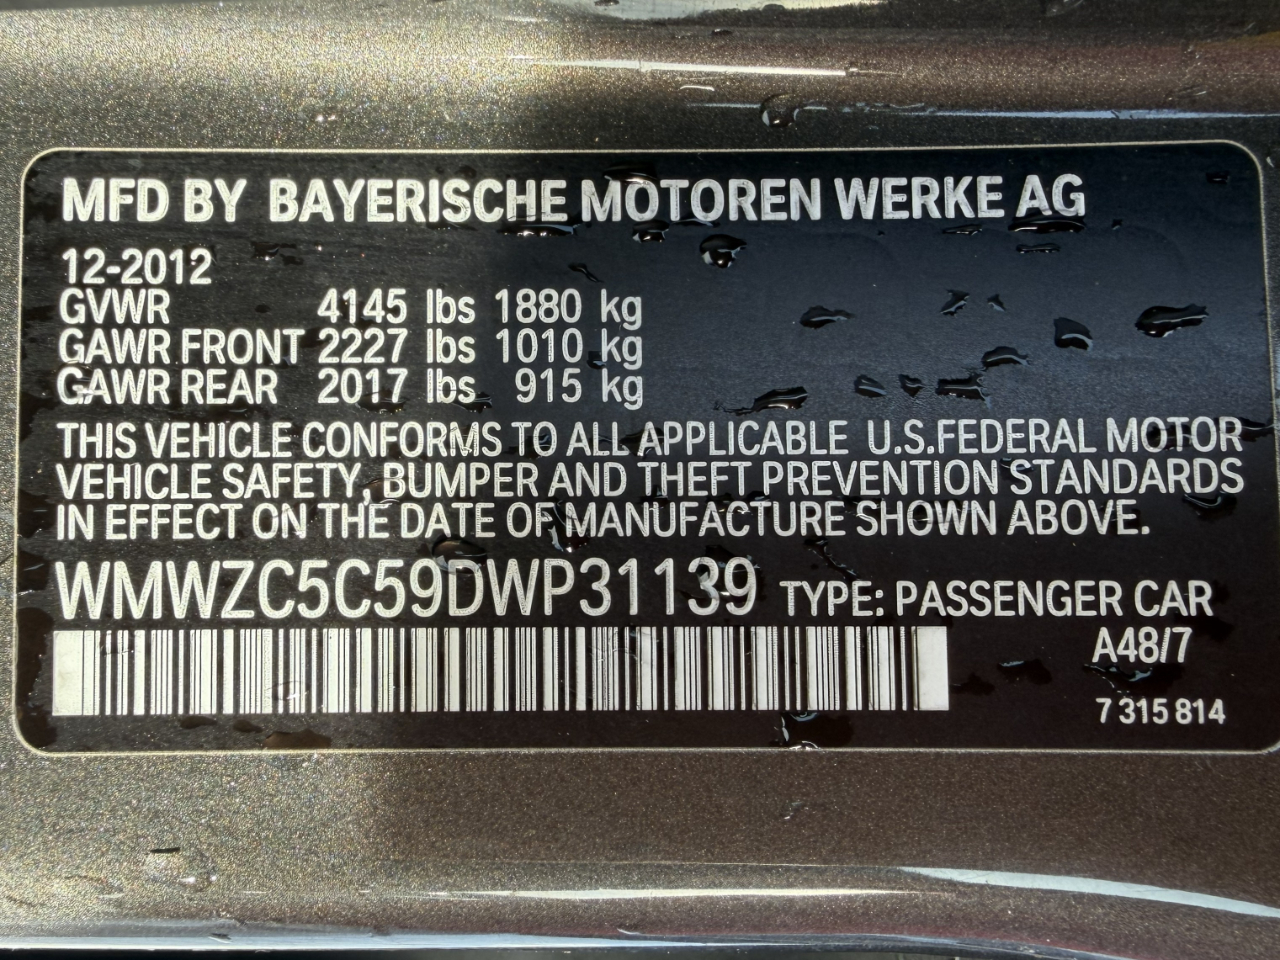 MFD BY BAYERISCHE MOTOREN WERKE AG
12-2012
GVWR 4145 lbs 1880 kg
GAWR FRONT 2227 lbs 1010 kg
GAWR REAR 2017 lbs 915 kg
THIS VEHICLE CONFORMS TO ALL APPLICABLE U.S.FEDERAL MOTOR
VEHICLE SAFETY, BUMPER AND THEFT PREVENTION STANDARDS
IN EFFECT ON THE DATE OF MANUFACTURE SHOWN ABOVE.
WMWZC5C59DWP31139 TYPE: PASSENGER CAR
A48/7
7 315 814